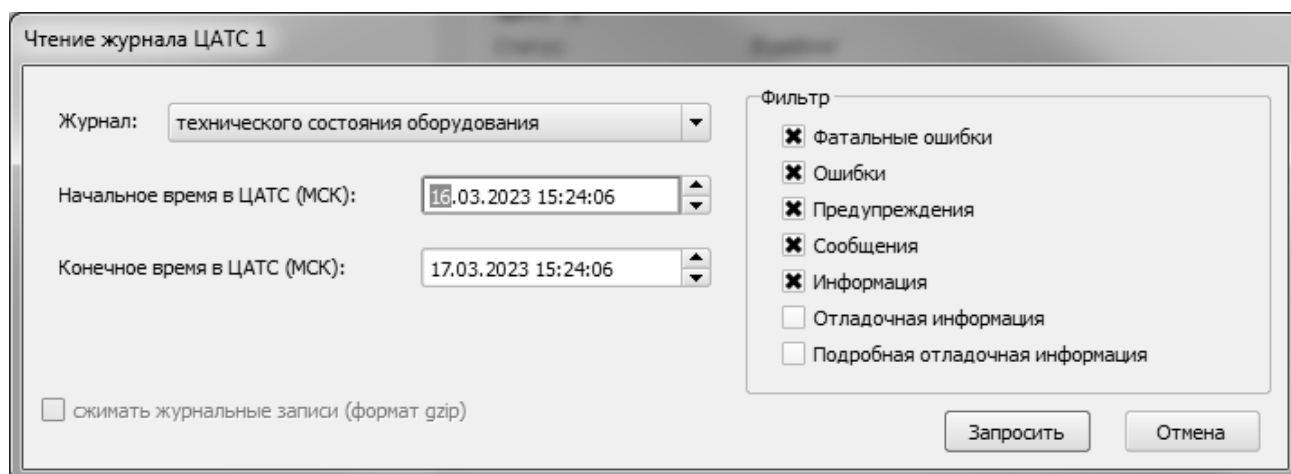 Чтение журнала ЦАТС 1
Журнал: технического состояния оборудования
Начальное время в ЦАТС (МСК): 16.03.2023 15:24:06
Конечное время в ЦАТС (МСК): 17.03.2023 15:24:06
сжимать журнальные записи (формат gzip)
Фильтр
Фатальные ошибки
Ошибки
Предупреждения
Сообщения
Информация
Отладочная информация
Подробная отладочная информация
Запросить Отмена